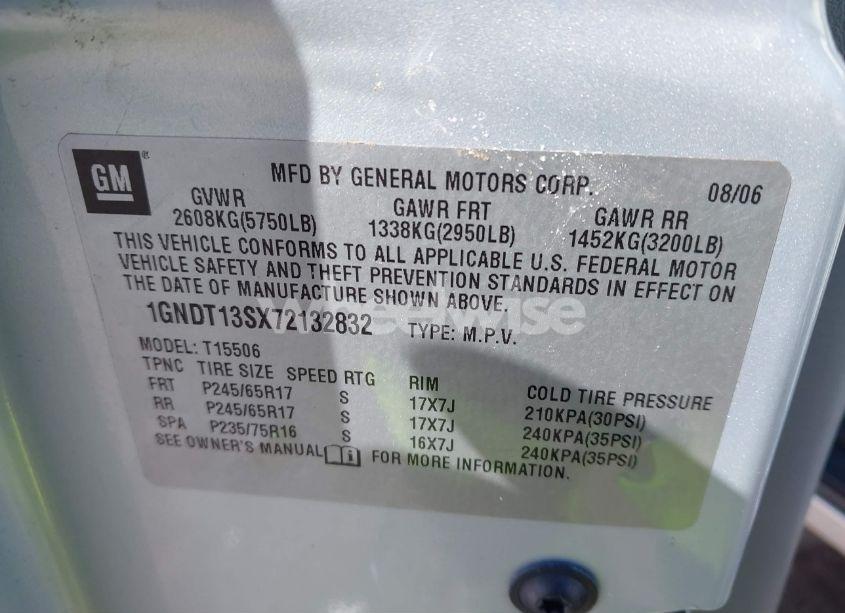 GM
MFD BY GENERAL MOTORS CORP. 08/06
GVWR GAWR FRT GAWR RR
2608KG(5750LB) 1338KG(2950LB) 1452KG(3200LB)
THIS VEHICLE CONFORMS TO ALL APPLICABLE U.S. FEDERAL MOTOR
VEHICLE SAFETY AND THEFT PREVENTION STANDARDS IN EFFECT ON
THE DATE OF MANUFACTURE SHOWN ABOVE.
1GNDT13SX72132832 TYPE: M.P.V.
MODEL: T15506
TPNC TIRE SIZE SPEED RTG RIM COLD TIRE PRESSURE
FRT P245/65R17 S 17X7J 210KPA(30PSI)
RR P245/65R17 S 17X7J 240KPA(35PSI)
SPA P235/75R16 S 16X7J 240KPA(35PSI)
SEE OWNER'S MANUAL FOR MORE INFORMATION.